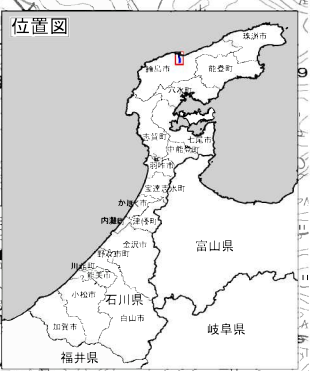 位置図
珠洲市
輪島市
能登町
穴水町
志賀町
七尾市
中能登町
羽咋市
宝達志水町
かほく市
内灘町
津幡町
金沢市
野々市町
川北町
能美市
小松市
石川県
白山市
加賀市
富山県
岐阜県
福井県